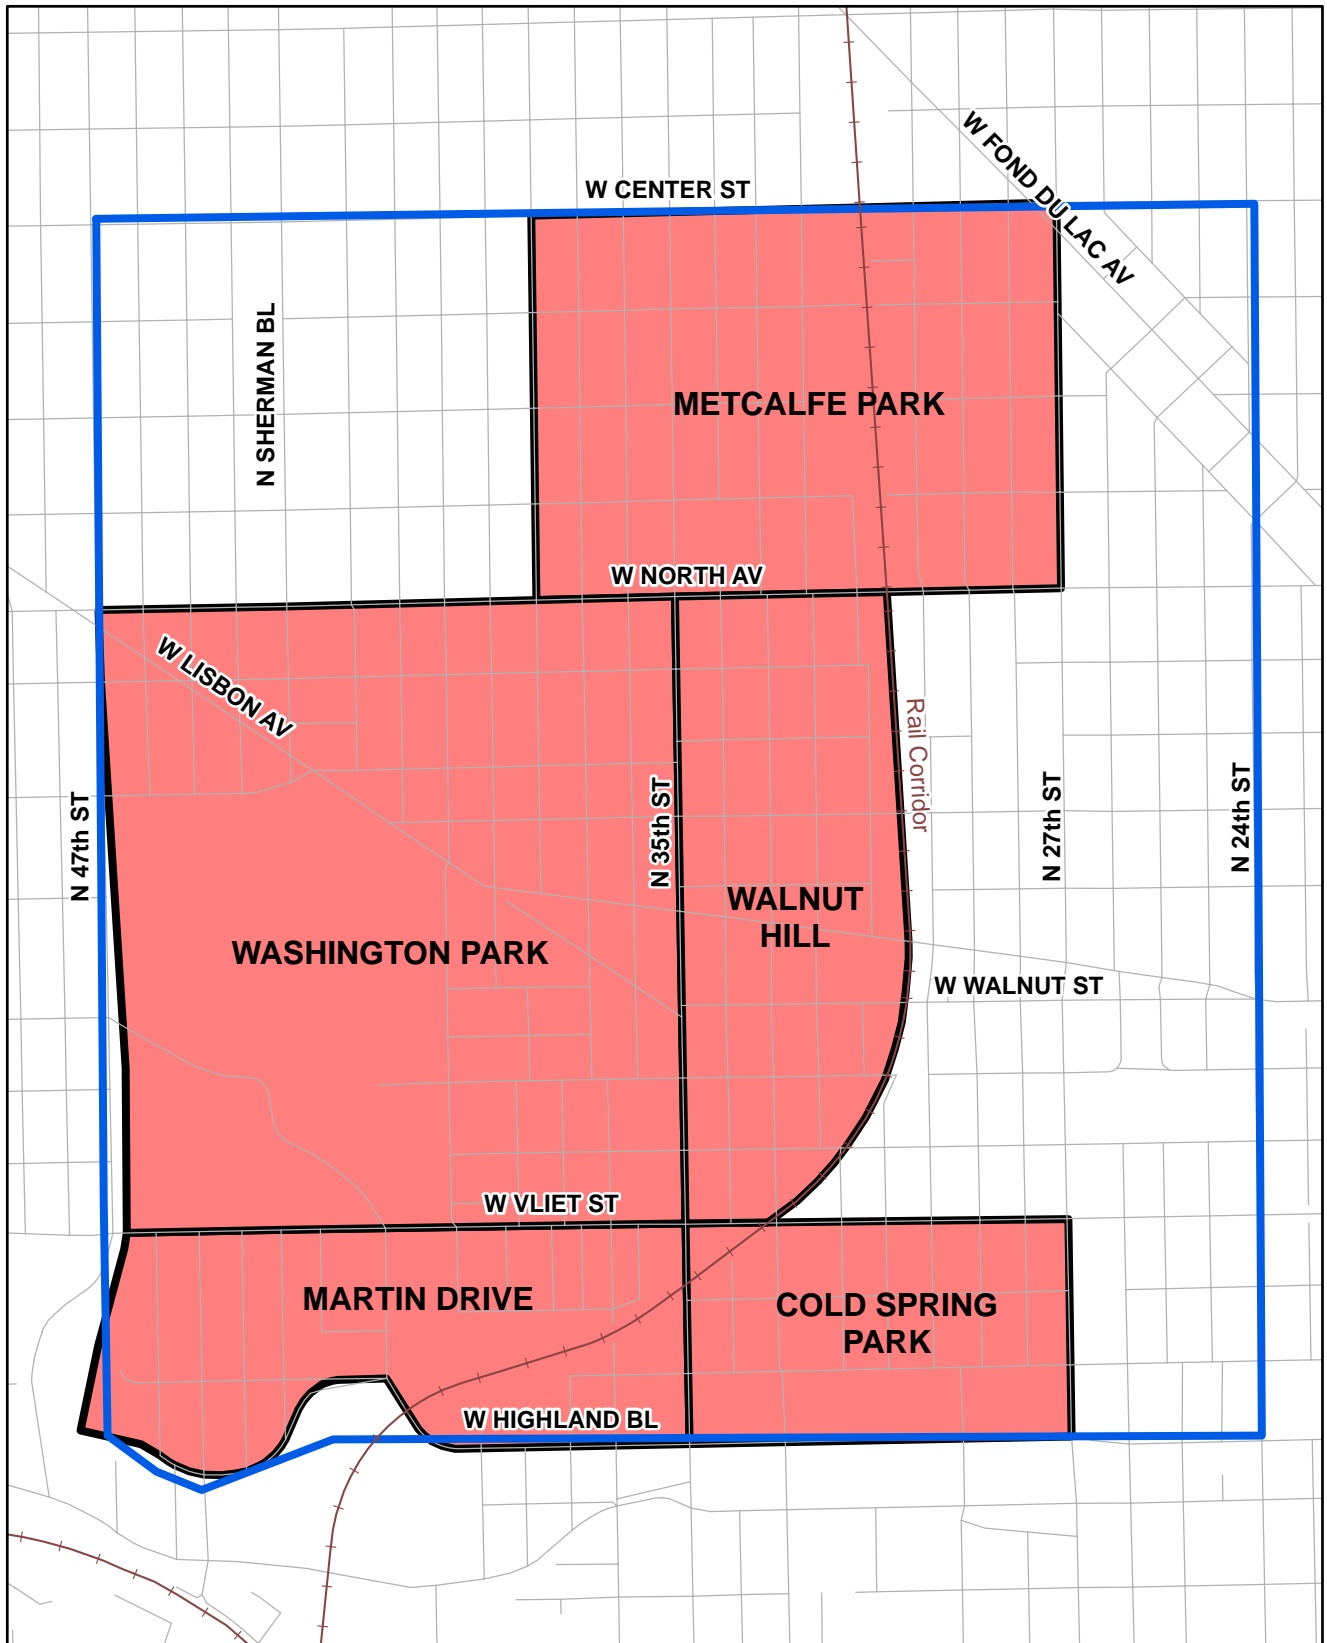 W CENTER ST
W FOND DU LAC AV
N SHERMAN BL
METCALFE PARK
W NORTH AV
W LISBON AV
Rail Corridor
N 47th ST
N 35th ST
N 27th ST
N 24th ST
WALNUT
HILL
WASHINGTON PARK
W WALNUT ST
W VLIET ST
MARTIN DRIVE
COLD SPRING
PARK
W HIGHLAND BL